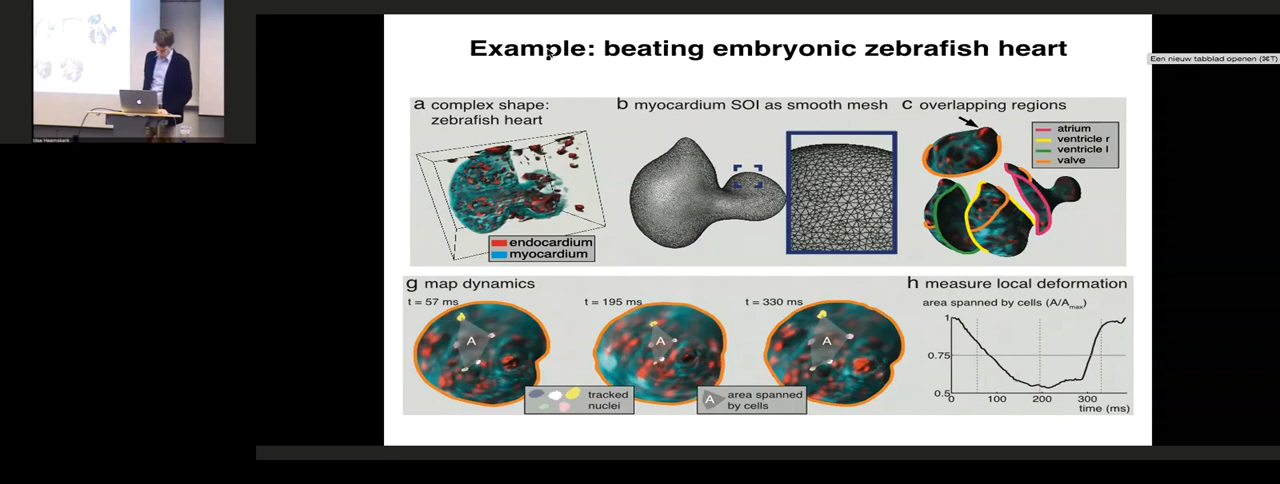 Example: beating embryonic zebrafish heart
Een nieuw tabblad openen (⌘T)
a complex shape:
zebrafish heart
b myocardium SOI as smooth mesh
c overlapping regions
atrium
ventricle r
ventricle l
valve
endocardium
myocardium
g map dynamics
t = 57 ms
t = 195 ms
t = 330 ms
A
A
A
tracked
nuclei
A
area spanned
by cells
h measure local deformation
area spanned by cells (A/Amax)
1
0.75
0.5
0
100
200
300
time (ms)
Idse Heemskerk